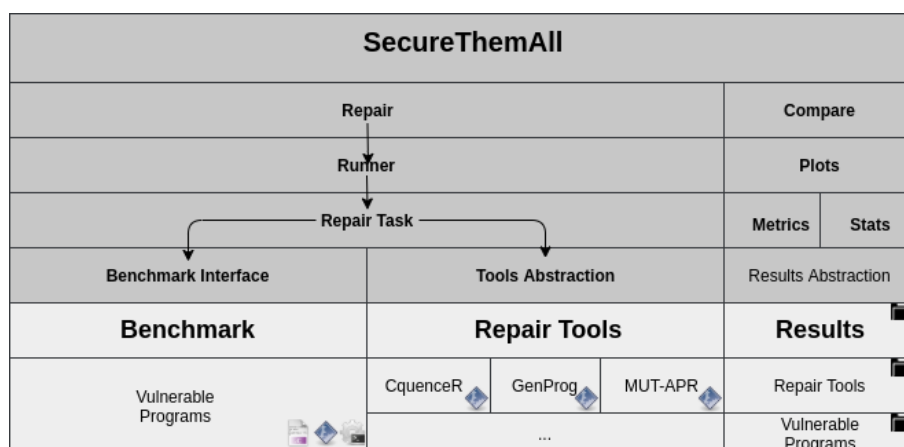 SecureThemAll
Repair
Compare
Runner
Plots
Repair Task
Metrics
Stats
Benchmark Interface
Tools Abstraction
Results Abstraction
Benchmark
Repair Tools
Results
CquenceR
GenProg
MUT-APR
Repair Tools
Vulnerable
Programs
...
Vulnerable
Programs